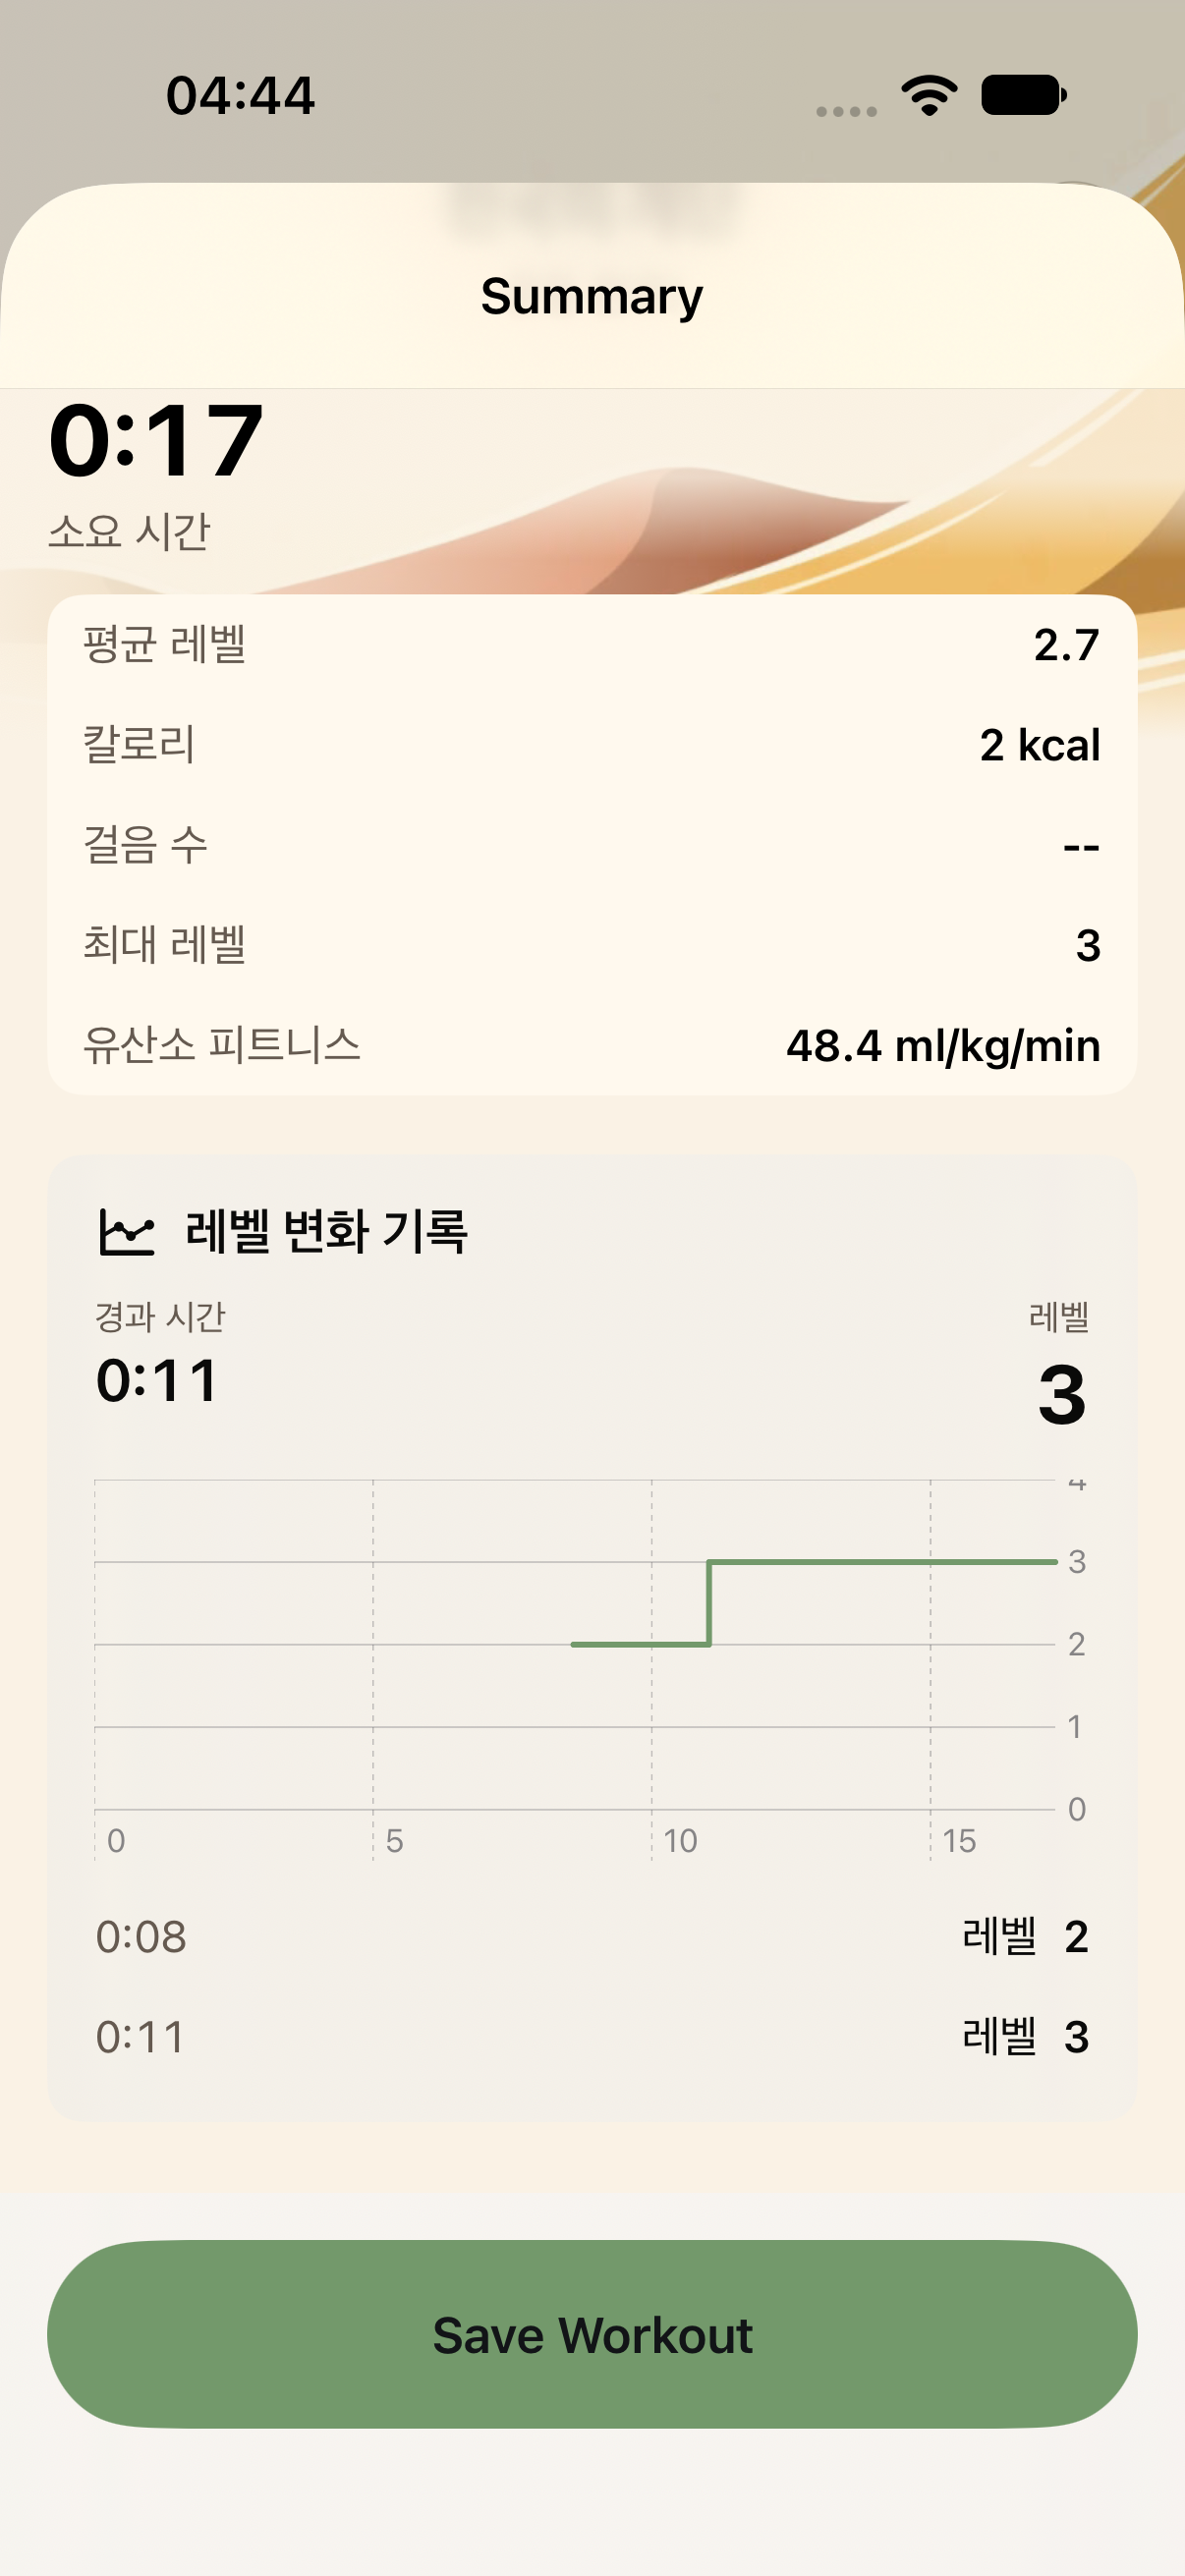 04:44
Summary
0:17
소요 시간
평균 레벨 2.7
칼로리 2 kcal
걸음 수 --
최대 레벨 3
유산소 피트니스 48.4 ml/kg/min
레벨 변화 기록
경과 시간 레벨
0:11 3
4
3
2
1
0
0 5 10 15
0:08 레벨 2
0:11 레벨 3
Save Workout